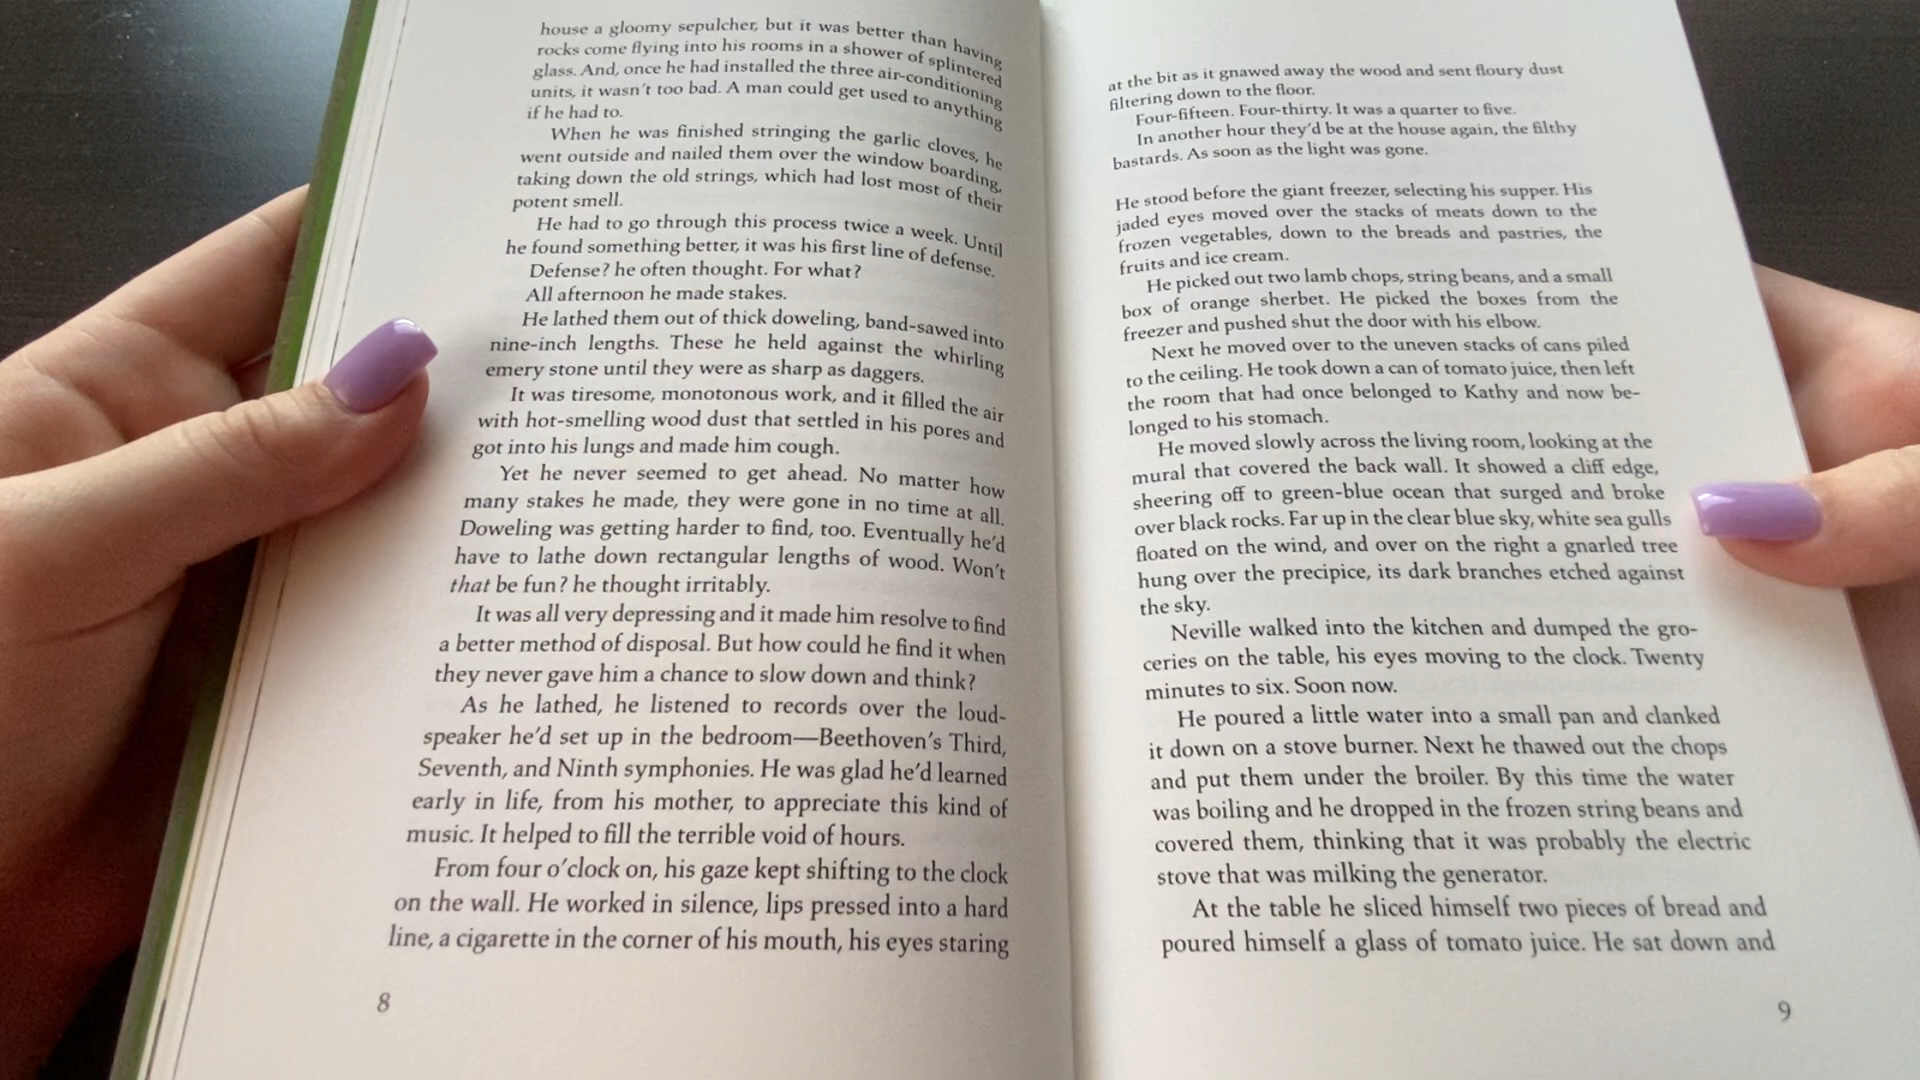 house a gloomy sepulcher, but it was better than having
rocks come flying into his rooms in a shower of splintered
glass. And, once he had installed the three air-conditioning
units, it wasn't too bad. A man could get used to anything
if he had to.
When he was finished stringing the garlic cloves, he
went outside and nailed them over the window boarding,
taking down the old strings, which had lost most of their
potent smell.
He had to go through this process twice a week. Until
he found something better, it was his first line of defense.
Defense? he often thought. For what?
All afternoon he made stakes.
He lathed them out of thick doweling, band-sawed into
nine-inch lengths. These he held against the whirling
emery stone until they were as sharp as daggers.
It was tiresome, monotonous work, and it filled the air
with hot-smelling wood dust that settled in his pores and
got into his lungs and made him cough.
Yet he never seemed to get ahead. No matter how
many stakes he made, they were gone in no time at all.
Doweling was getting harder to find, too. Eventually he'd
have to lathe down rectangular lengths of wood. Won't
that be fun? he thought irritably.
It was all very depressing and it made him resolve to find
a better method of disposal. But how could he find it when
they never gave him a chance to slow down and think?
As he lathed, he listened to records over the loud-
speaker he'd set up in the bedroom—Beethoven's Third,
Seventh, and Ninth symphonies. He was glad he'd learned
early in life, from his mother, to appreciate this kind of
music. It helped to fill the terrible void of hours.
From four o'clock on, his gaze kept shifting to the clock
on the wall. He worked in silence, lips pressed into a hard
line, a cigarette in the corner of his mouth, his eyes staring
8
at the bit as it gnawed away the wood and sent floury dust
filtering down to the floor.
Four-fifteen. Four-thirty. It was a quarter to five.
In another hour they'd be at the house again, the filthy
bastards. As soon as the light was gone.
He stood before the giant freezer, selecting his supper. His
jaded eyes moved over the stacks of meats down to the
frozen vegetables, down to the breads and pastries, the
fruits and ice cream.
He picked out two lamb chops, string beans, and a small
box of orange sherbet. He picked the boxes from the
freezer and pushed shut the door with his elbow.
Next he moved over to the uneven stacks of cans piled
to the ceiling. He took down a can of tomato juice, then left
the room that had once belonged to Kathy and now be-
longed to his stomach.
He moved slowly across the living room, looking at the
mural that covered the back wall. It showed a cliff edge,
sheering off to green-blue ocean that surged and broke
over black rocks. Far up in the clear blue sky, white sea gulls
floated on the wind, and over on the right a gnarled tree
hung over the precipice, its dark branches etched against
the sky.
Neville walked into the kitchen and dumped the gro-
ceries on the table, his eyes moving to the clock. Twenty
minutes to six. Soon now.
He poured a little water into a small pan and clanked
it down on a stove burner. Next he thawed out the chops
and put them under the broiler. By this time the water
was boiling and he dropped in the frozen string beans and
covered them, thinking that it was probably the electric
stove that was milking the generator.
At the table he sliced himself two pieces of bread and
poured himself a glass of tomato juice. He sat down and
9